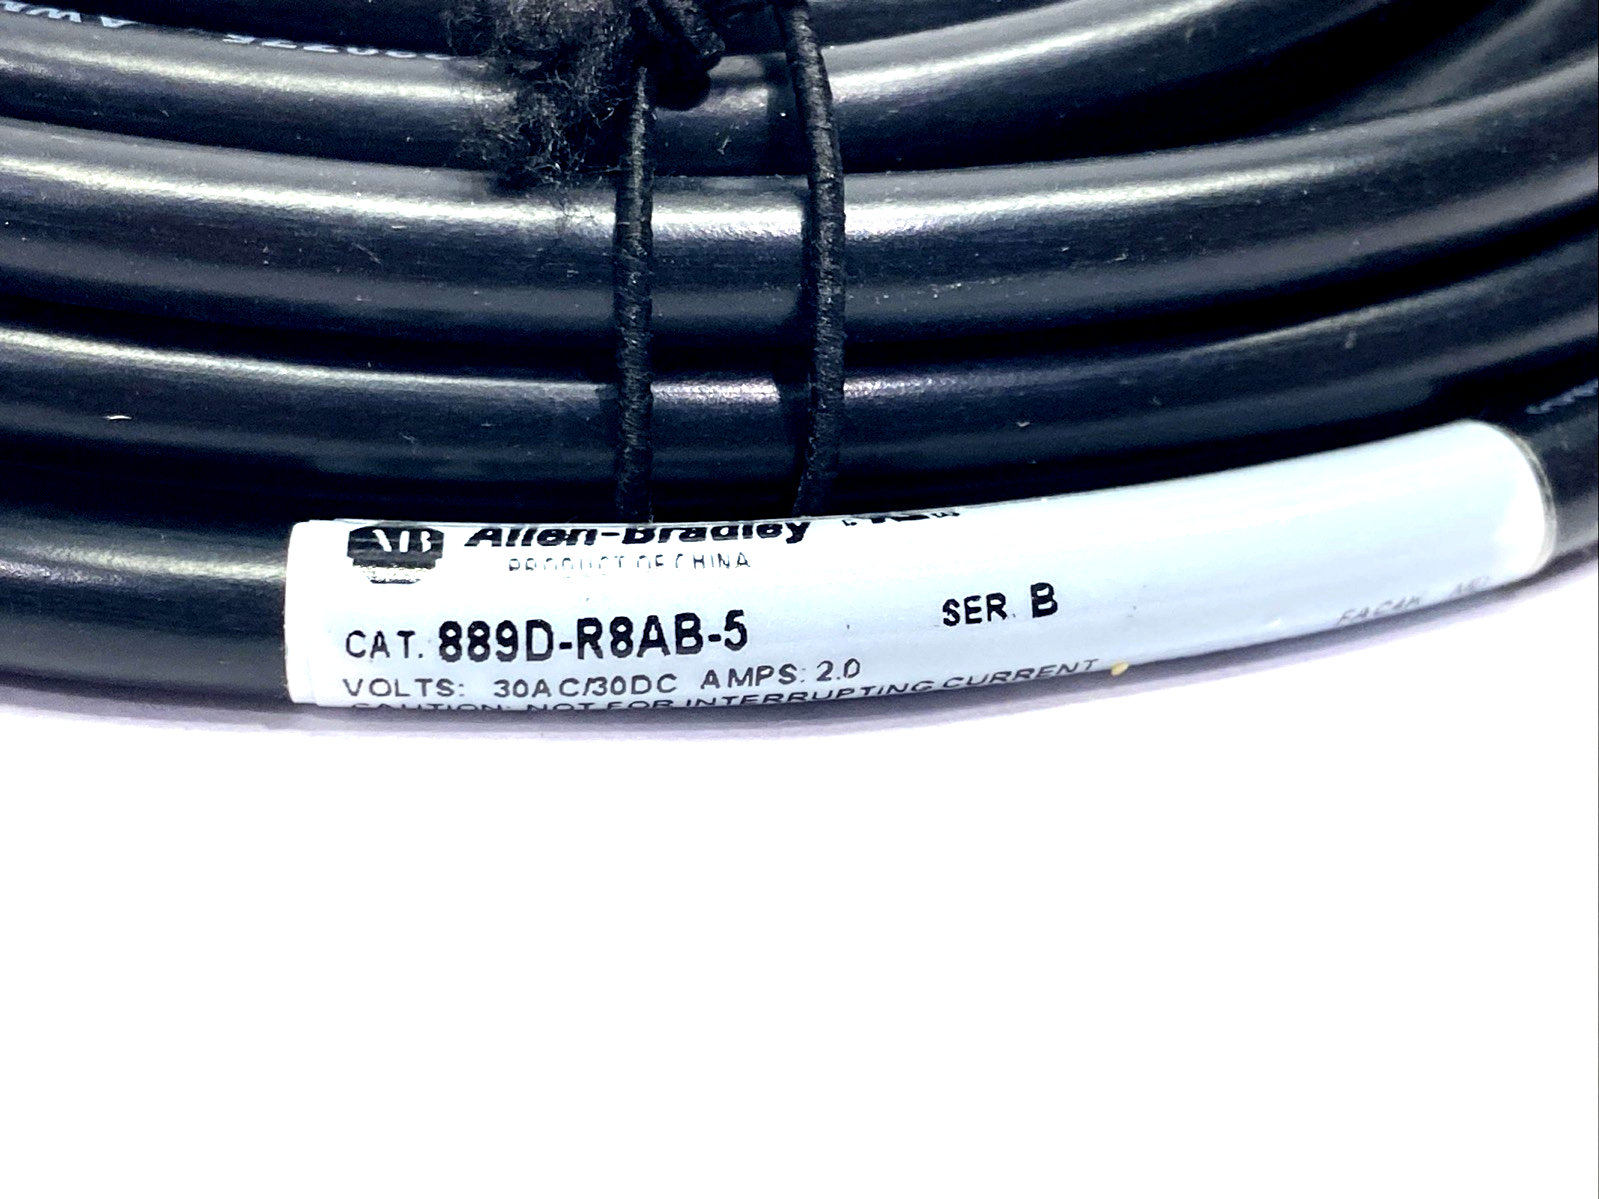 AB Allen-Bradley
PRODUCT OF CHINA
CAT. 889D-R8AB-5 SER. B
VOLTS: 30AC/30DC AMPS: 2.0
CAUTION: NOT FOR INTERRUPTING CURRENT